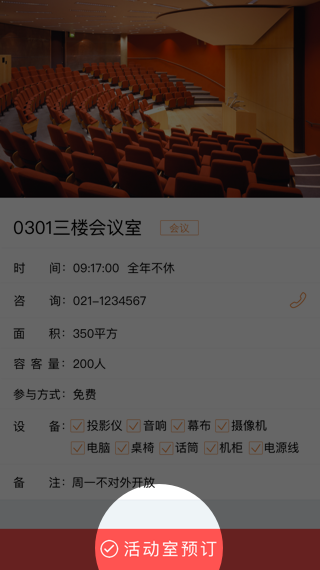 0301三楼会议室 会议
时间：09:17:00 全年不休
咨询：021-1234567
面积：350平方
容客量：200人
参与方式：免费
设备：投影仪 音响 幕布 摄像机
电脑 桌椅 话筒 机柜 电源线
备注：周一不对外开放
活动室预订